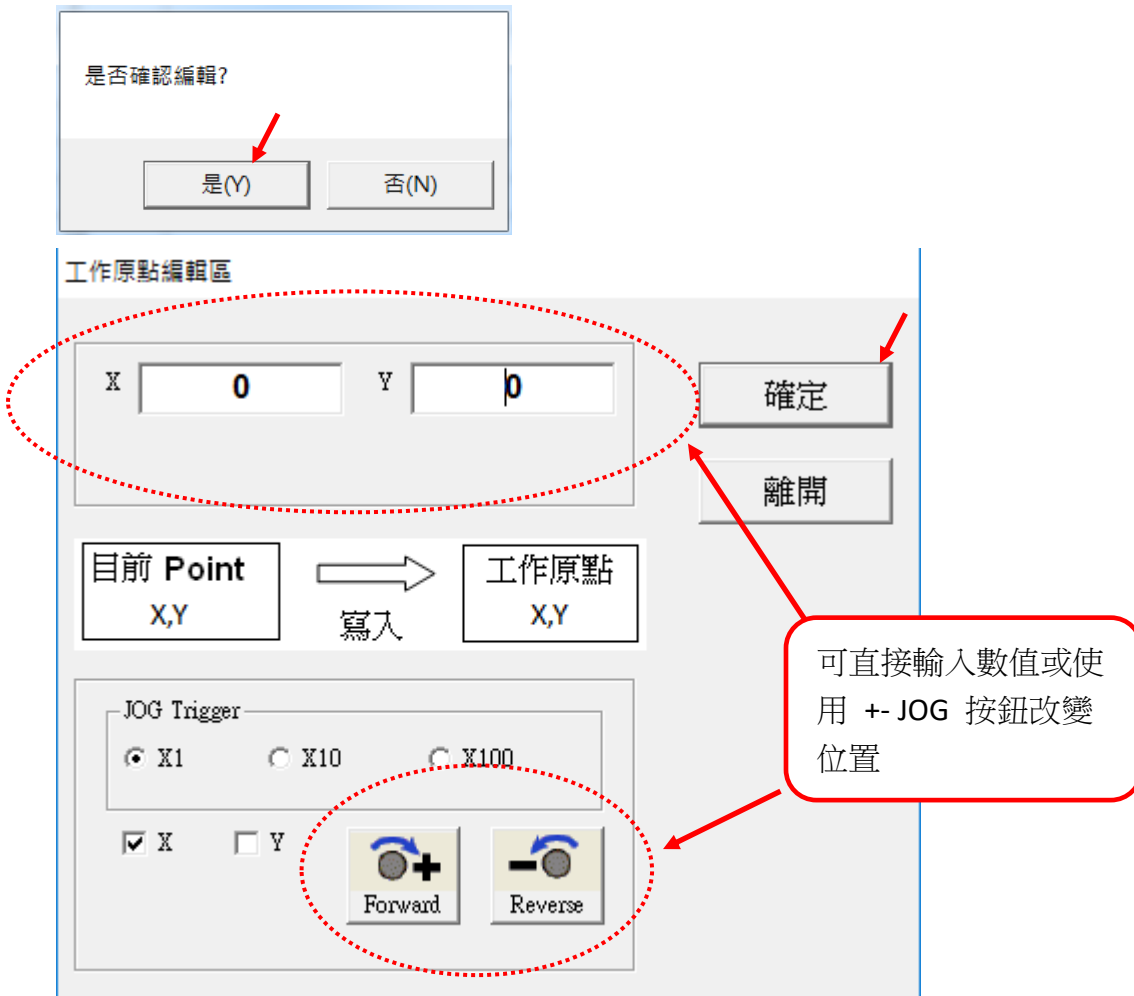 是否確認編輯?
是(Y)
否(N)
工作原點編輯區
X 0 Y 0
確定
離開
目前 Point
X,Y
寫入
工作原點
X,Y
可直接輸入數值或使
用 +- JOG 按鈕改變
位置
JOG Trigger
X1 X10 X100
X Y
Forward
Reverse